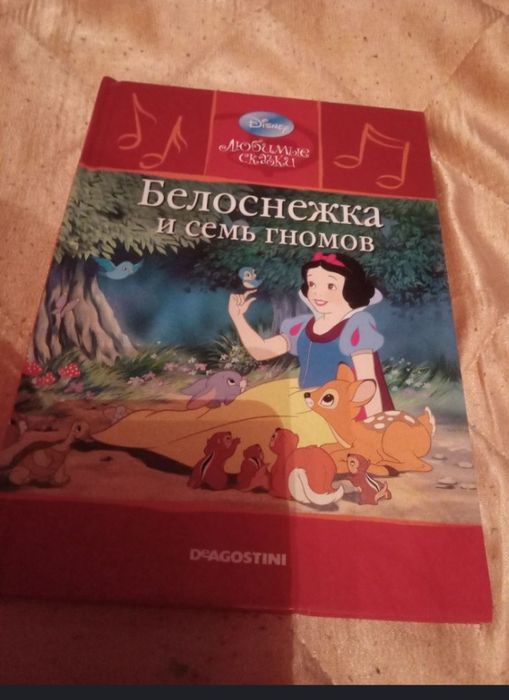 Disney
Любимые
сказки
Белоснежка
и семь гномов
DeAGOSTINI